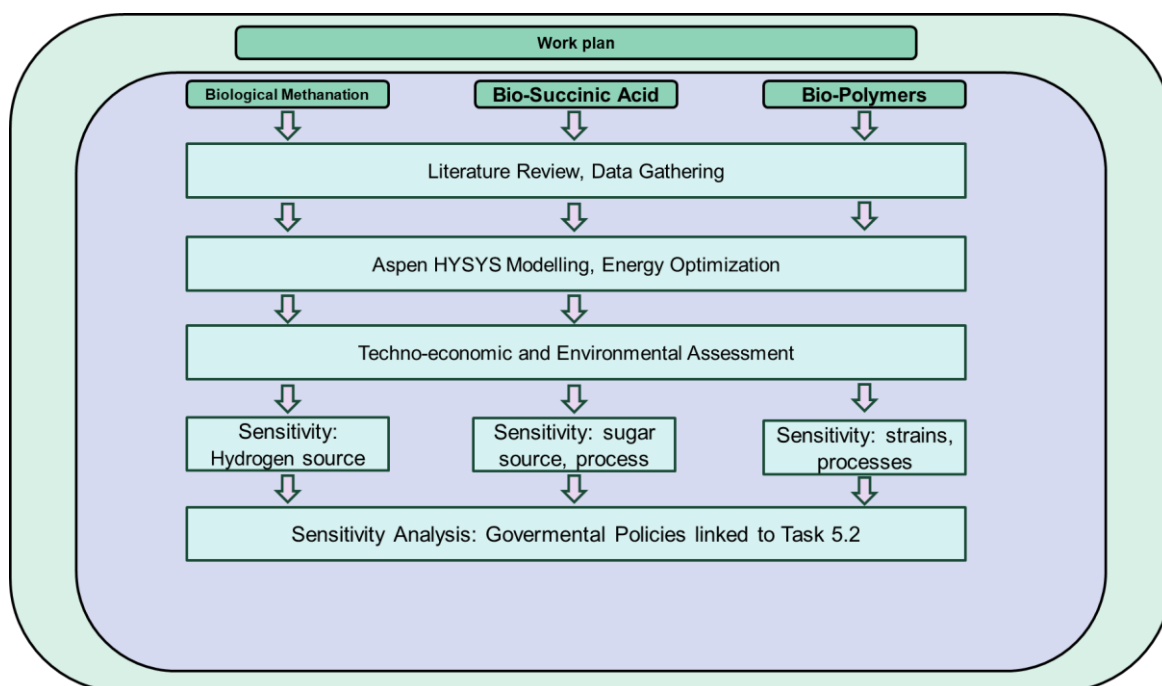 Work plan
Biological Methanation
Bio-Succinic Acid
Bio-Polymers
Literature Review, Data Gathering
Aspen HYSYS Modelling, Energy Optimization
Techno-economic and Environmental Assessment
Sensitivity:
Hydrogen source
Sensitivity: sugar
source, process
Sensitivity: strains,
processes
Sensitivity Analysis: Govermental Policies linked to Task 5.2